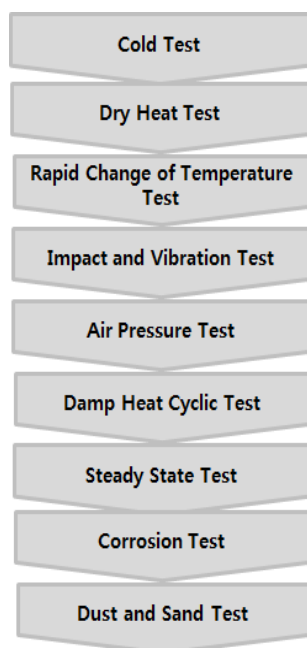 Cold Test
Dry Heat Test
Rapid Change of Temperature
Test
Impact and Vibration Test
Air Pressure Test
Damp Heat Cyclic Test
Steady State Test
Corrosion Test
Dust and Sand Test